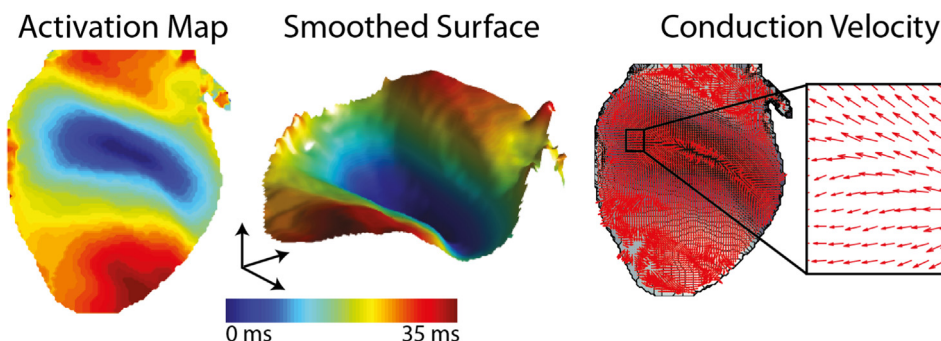 Activation Map
Smoothed Surface
Conduction Velocity
0 ms
35 ms